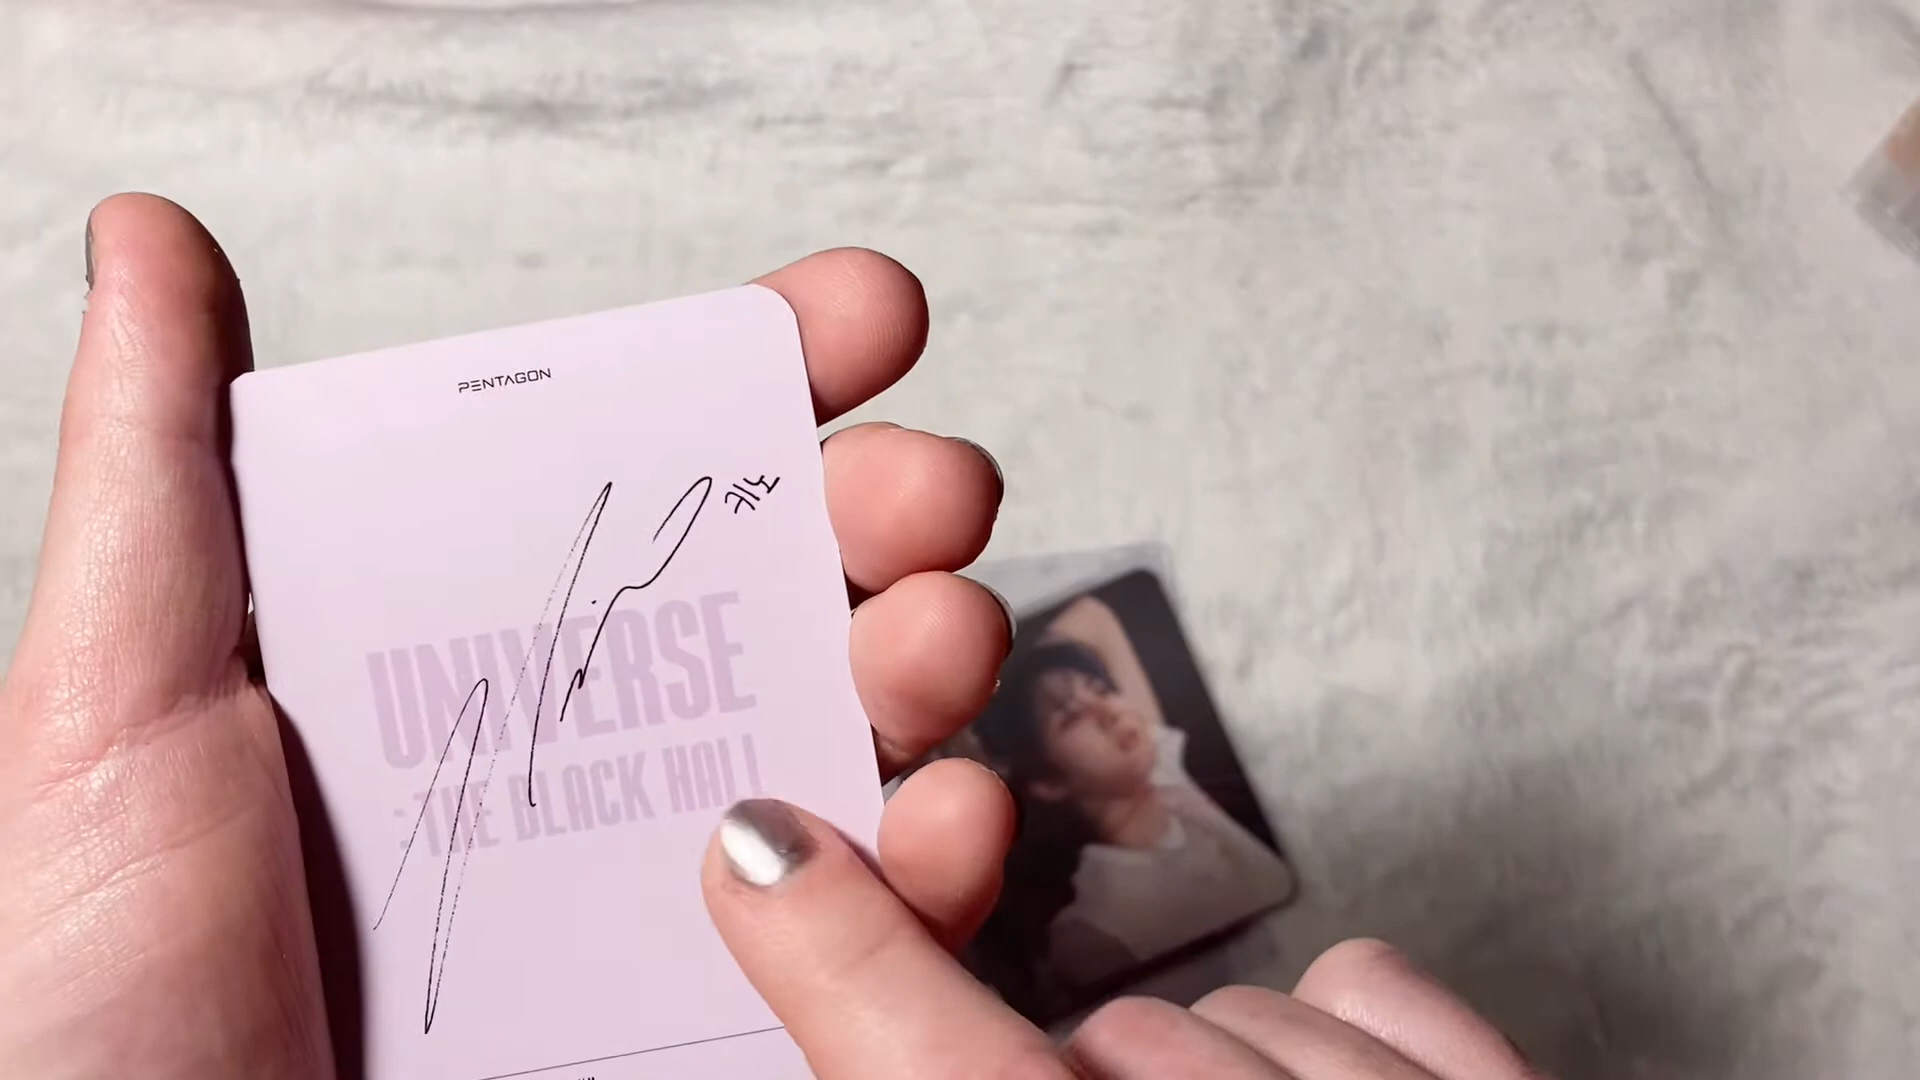 PENTAGON
키노
UNIVERSE
: THE BLACK HALL